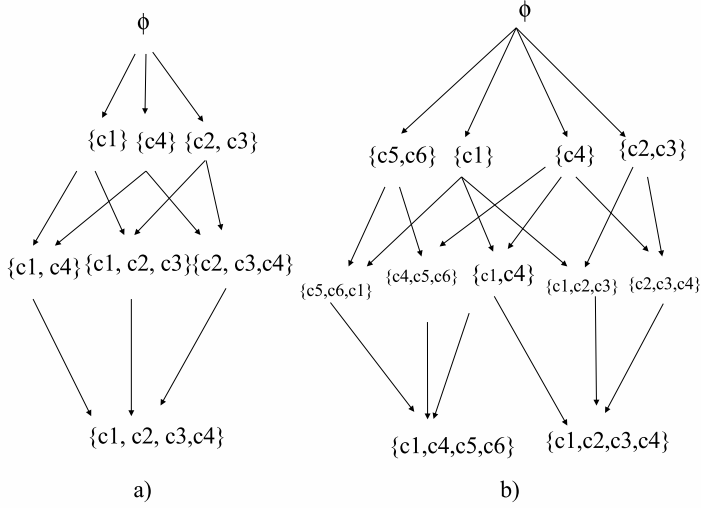 ϕ
{c1} {c4} {c2, c3}
{c1, c4} {c1, c2, c3} {c2, c3,c4}
{c1, c2, c3,c4}
a)
ϕ
{c5,c6} {c1} {c4} {c2,c3}
{c5,c6,c1} {c4,c5,c6} {c1,c4} {c1,c2,c3} {c2,c3,c4}
{c1,c4,c5,c6} {c1,c2,c3,c4}
b)